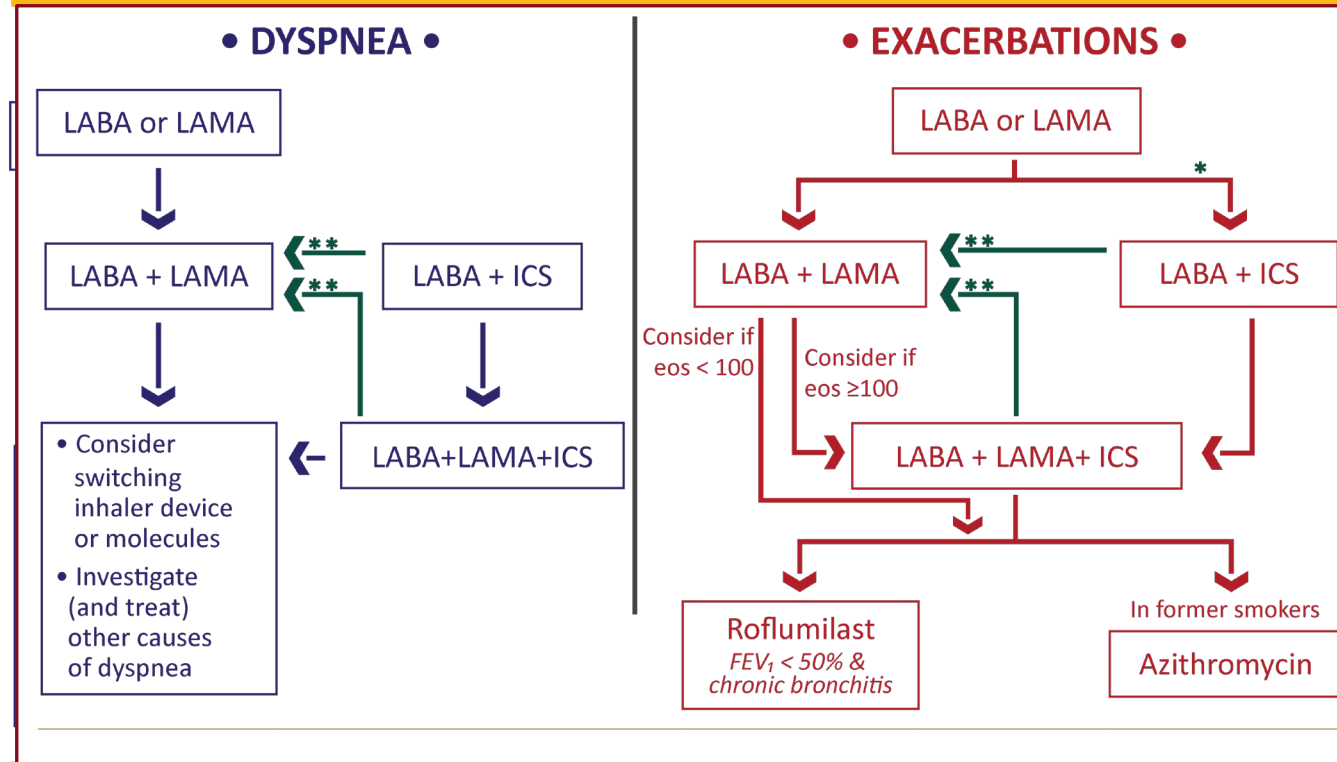 • DYSPNEA •
LABA or LAMA
**
LABA + LAMA
LABA + ICS
**
• Consider
switching
inhaler device
or molecules
• Investigate
(and treat)
other causes
of dyspnea
LABA+LAMA+ICS
• EXACERBATIONS •
LABA or LAMA
*
**
LABA + LAMA
LABA + ICS
**
Consider if
eos < 100
Consider if
eos ≥100
LABA + LAMA+ ICS
Roflumilast
FEV₁ < 50% &
chronic bronchitis
In former smokers
Azithromycin